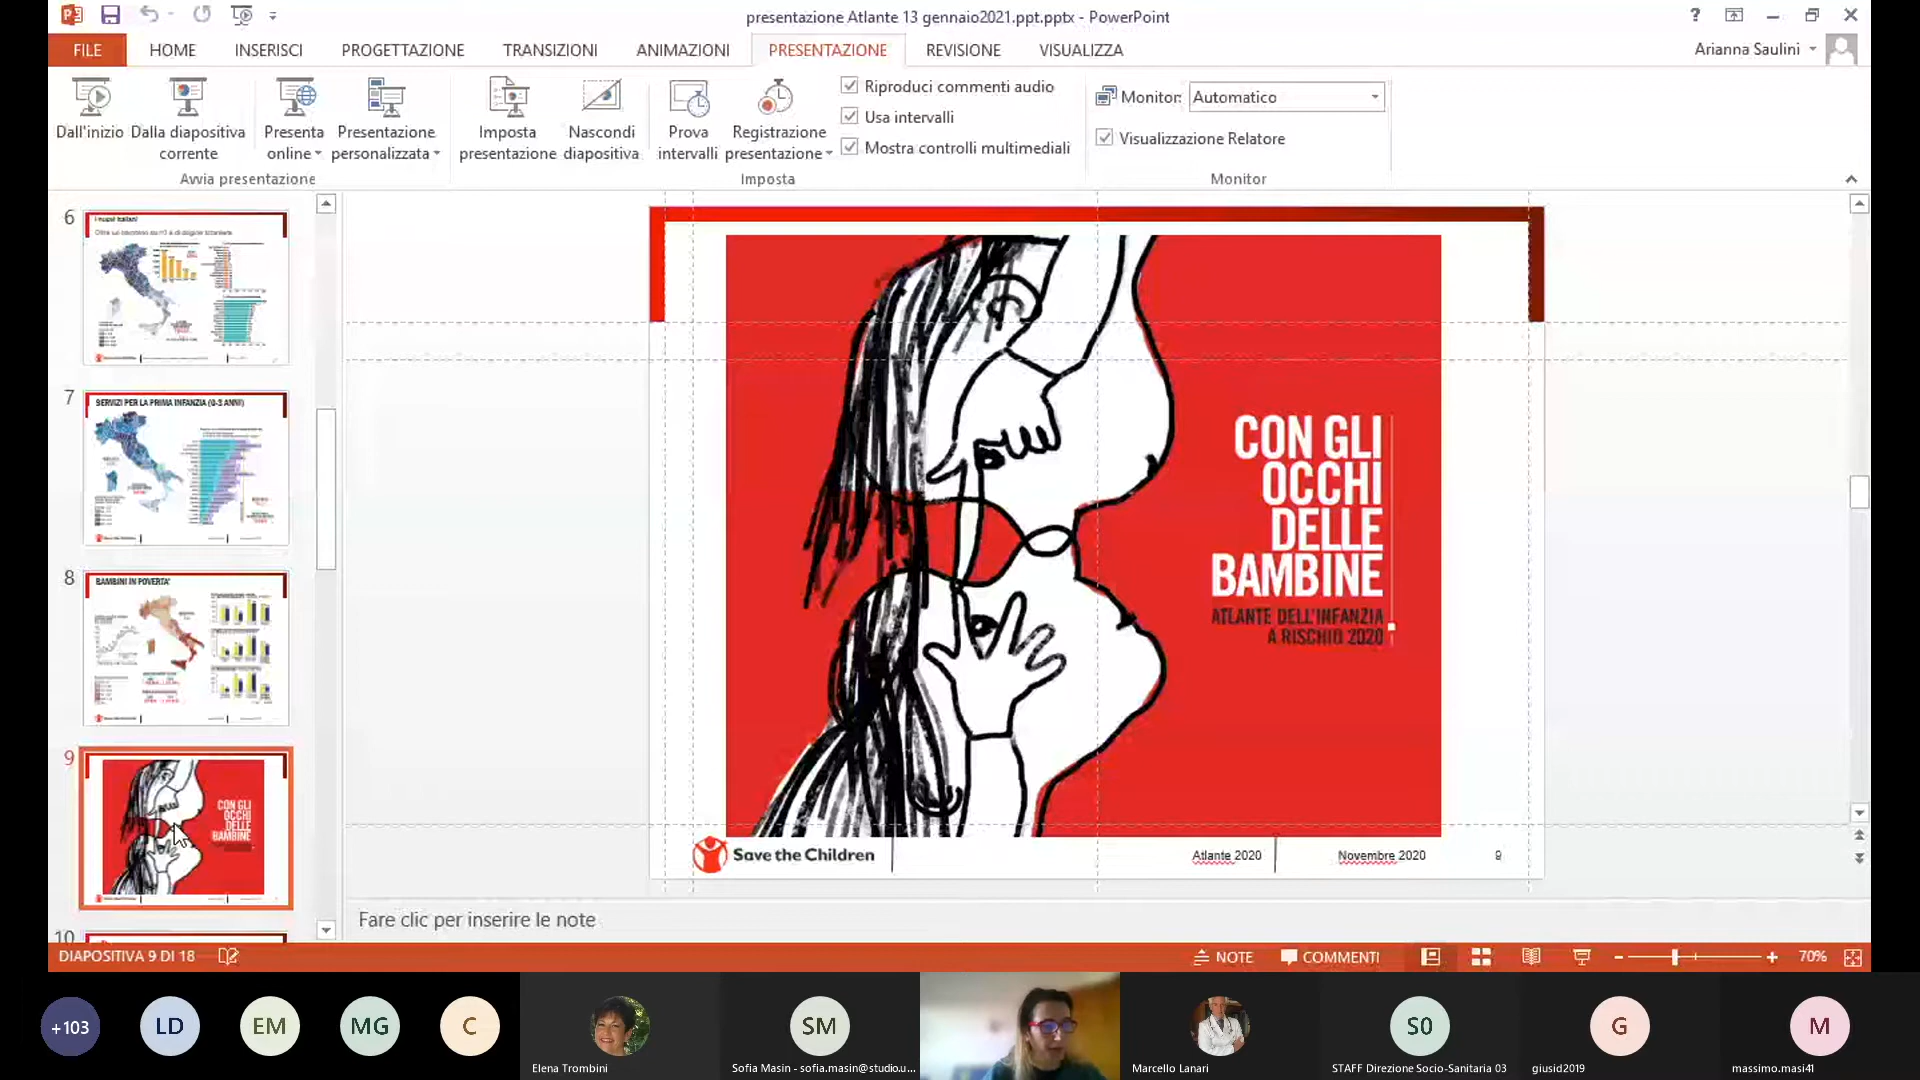 presentazione Atlante 13 gennaio2021.ppt.pptx - PowerPoint
FILE HOME INSERISCI PROGETTAZIONE TRANSIZIONI ANIMAZIONI PRESENTAZIONE REVISIONE VISUALIZZA
Arianna Saulini
Dall'inizio
Dalla diapositiva
corrente
Presenta
online
Presentazione
personalizzata
Avvia presentazione
Imposta
presentazione
Nascondi
diapositiva
Prova
intervalli
Registrazione
presentazione
Riproduci commenti audio
Usa intervalli
Mostra controlli multimediali
Imposta
Monitor: Automatico
Visualizzazione Relatore
Monitor
6
7
SERVIZI PER LA PRIMA INFANZIA (0-3 ANNI)
8
BAMBINI IN POVERTA'
9
CON GLI
OCCHI
DELLE
BAMBINE
10
CON GLI
OCCHI
DELLE
BAMBINE
ATLANTE DELL'INFANZIA
A RISCHIO 2020
Save the Children
Atlante 2020
Novembre 2020
9
Fare clic per inserire le note
DIAPOSITIVA 9 DI 18
NOTE
COMMENTI
70%
+103
LD
EM
MG
C
Elena Trombini
SM
Sofia Masin - sofia.masin@studio.u...
Marcello Lanari
S0
STAFF Direzione Socio-Sanitaria 03
G
giusid2019
M
massimo.masi41